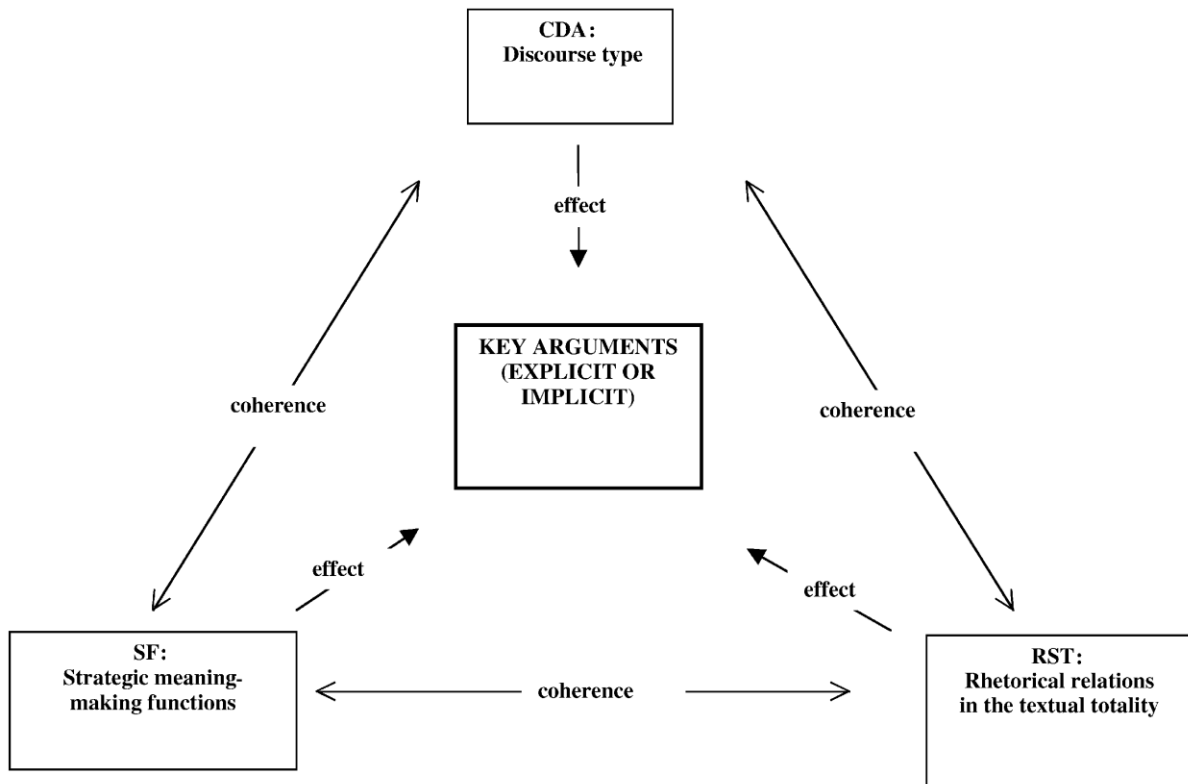 CDA:
Discourse type
effect
KEY ARGUMENTS
(EXPLICIT OR
IMPLICIT)
coherence
coherence
effect
effect
SF:
Strategic meaning-
making functions
coherence
RST:
Rhetorical relations
in the textual totality